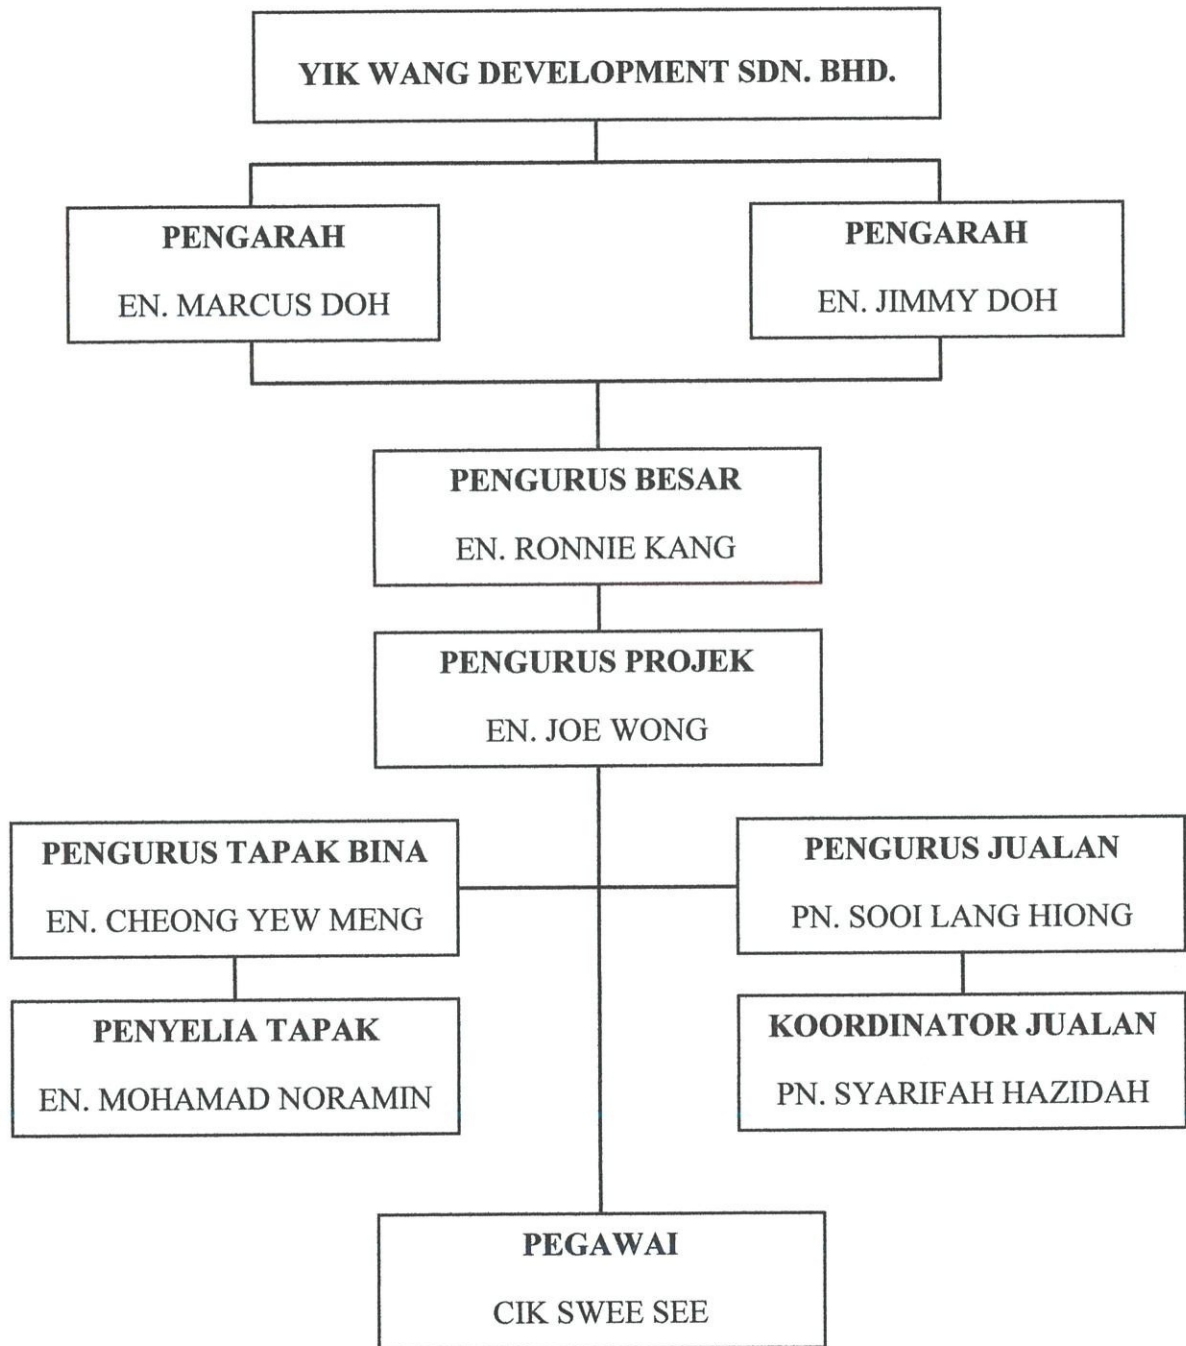 YIK WANG DEVELOPMENT SDN. BHD.
PENGARAH
EN. MARCUS DOH
PENGARAH
EN. JIMMY DOH
PENGURUS BESAR
EN. RONNIE KANG
PENGURUS PROJEK
EN. JOE WONG
PENGURUS TAPAK BINA
EN. CHEONG YEW MENG
PENGURUS JUALAN
PN. SOOI LANG HIONG
PENYELIA TAPAK
EN. MOHAMAD NORAMIN
KOORDINATOR JUALAN
PN. SYARIFAH HAZIDAH
PEGAWAI
CIK SWEE SEE